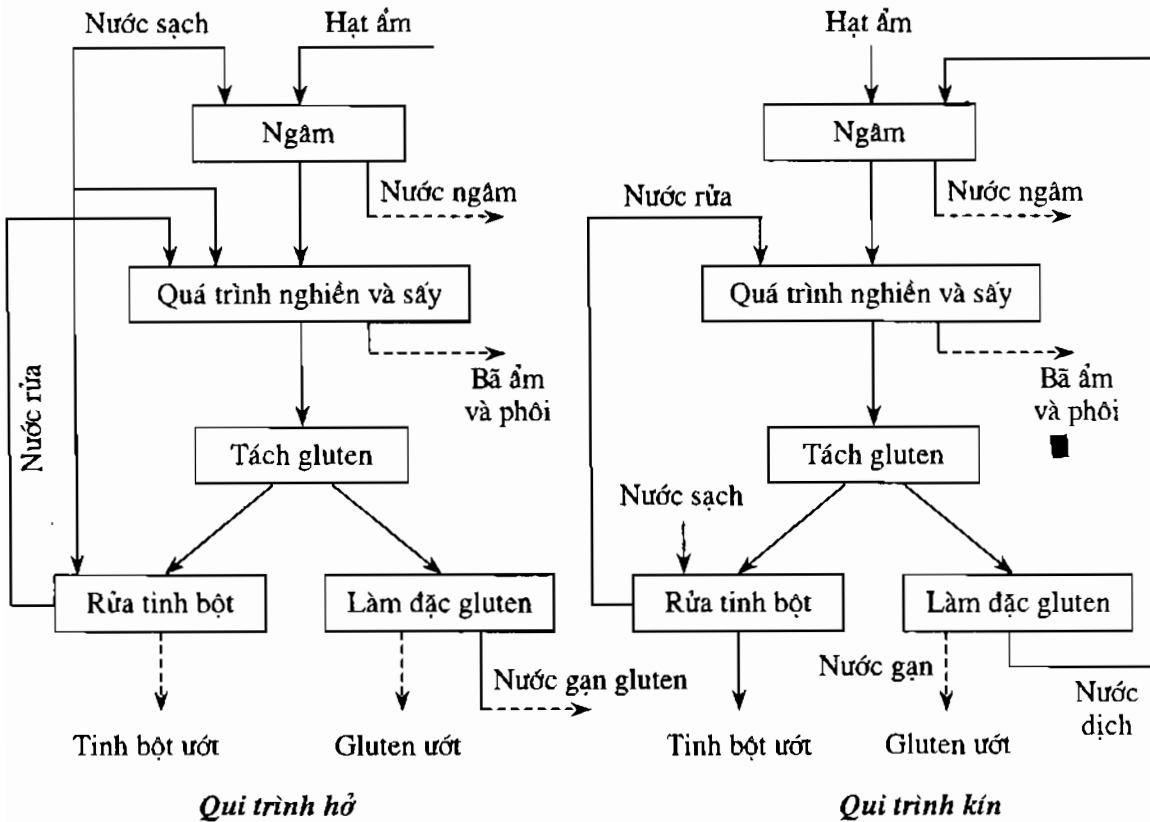 Nước sạch
Hạt ẩm
Ngâm
Nước ngâm
Quá trình nghiền và sấy
Bã ẩm
và phôi
Nước rửa
Tách gluten
Rửa tinh bột
Làm đặc gluten
Nước gạn gluten
Tinh bột ướt
Gluten ướt
Qui trình hở
Hạt ẩm
Ngâm
Nước ngâm
Nước rửa
Quá trình nghiền và sấy
Bã ẩm
và phôi
Tách gluten
Nước sạch
Rửa tinh bột
Làm đặc gluten
Nước gạn
Nước
dịch
Tinh bột ướt
Gluten ướt
Qui trình kín